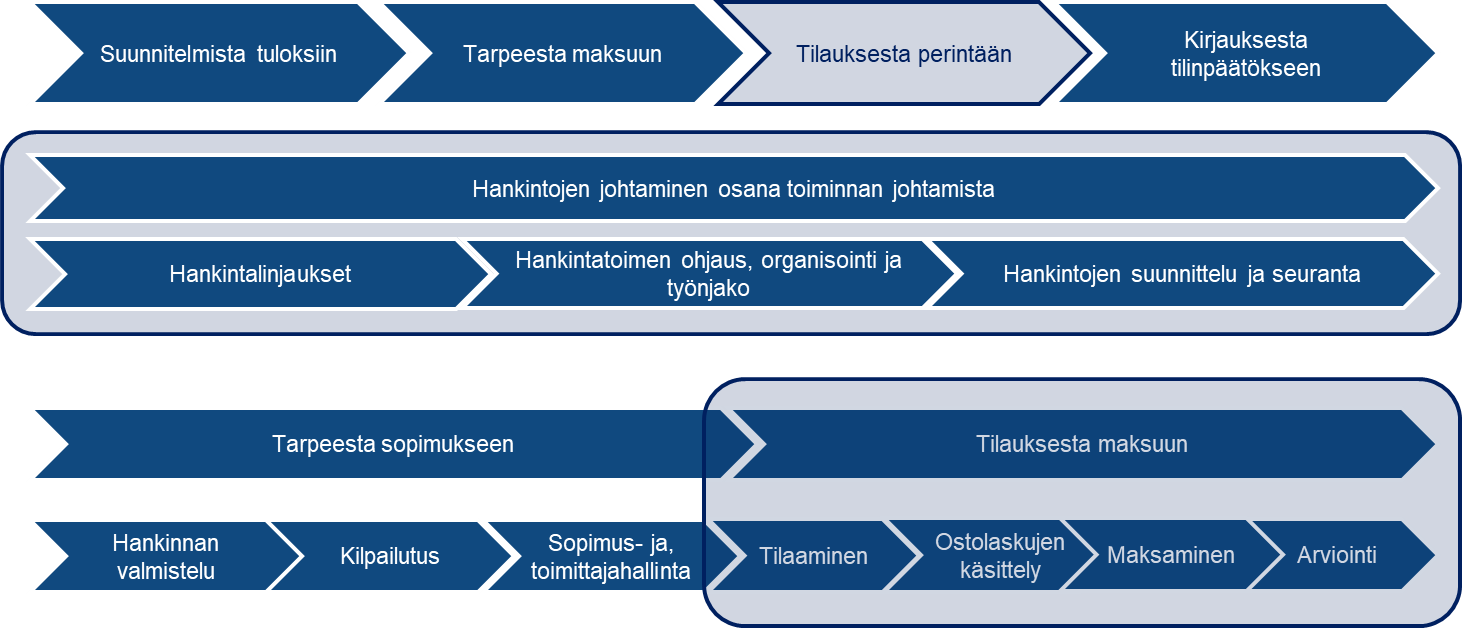 Suunnitelmista tuloksiin
Tarpeesta maksuun
Tilauksesta perintään
Kirjauksesta
tilinpäätökseen
Hankintojen johtaminen osana toiminnan johtamista
Hankintalinjaukset
Hankintatoimen ohjaus, organisointi ja
työnjako
Hankintojen suunnittelu ja seuranta
Tarpeesta sopimukseen
Tilauksesta maksuun
Hankinnan
valmistelu
Kilpailutus
Sopimus- ja,
toimittajahallinta
Tilaaminen
Ostolaskujen
käsittely
Maksaminen
Arviointi